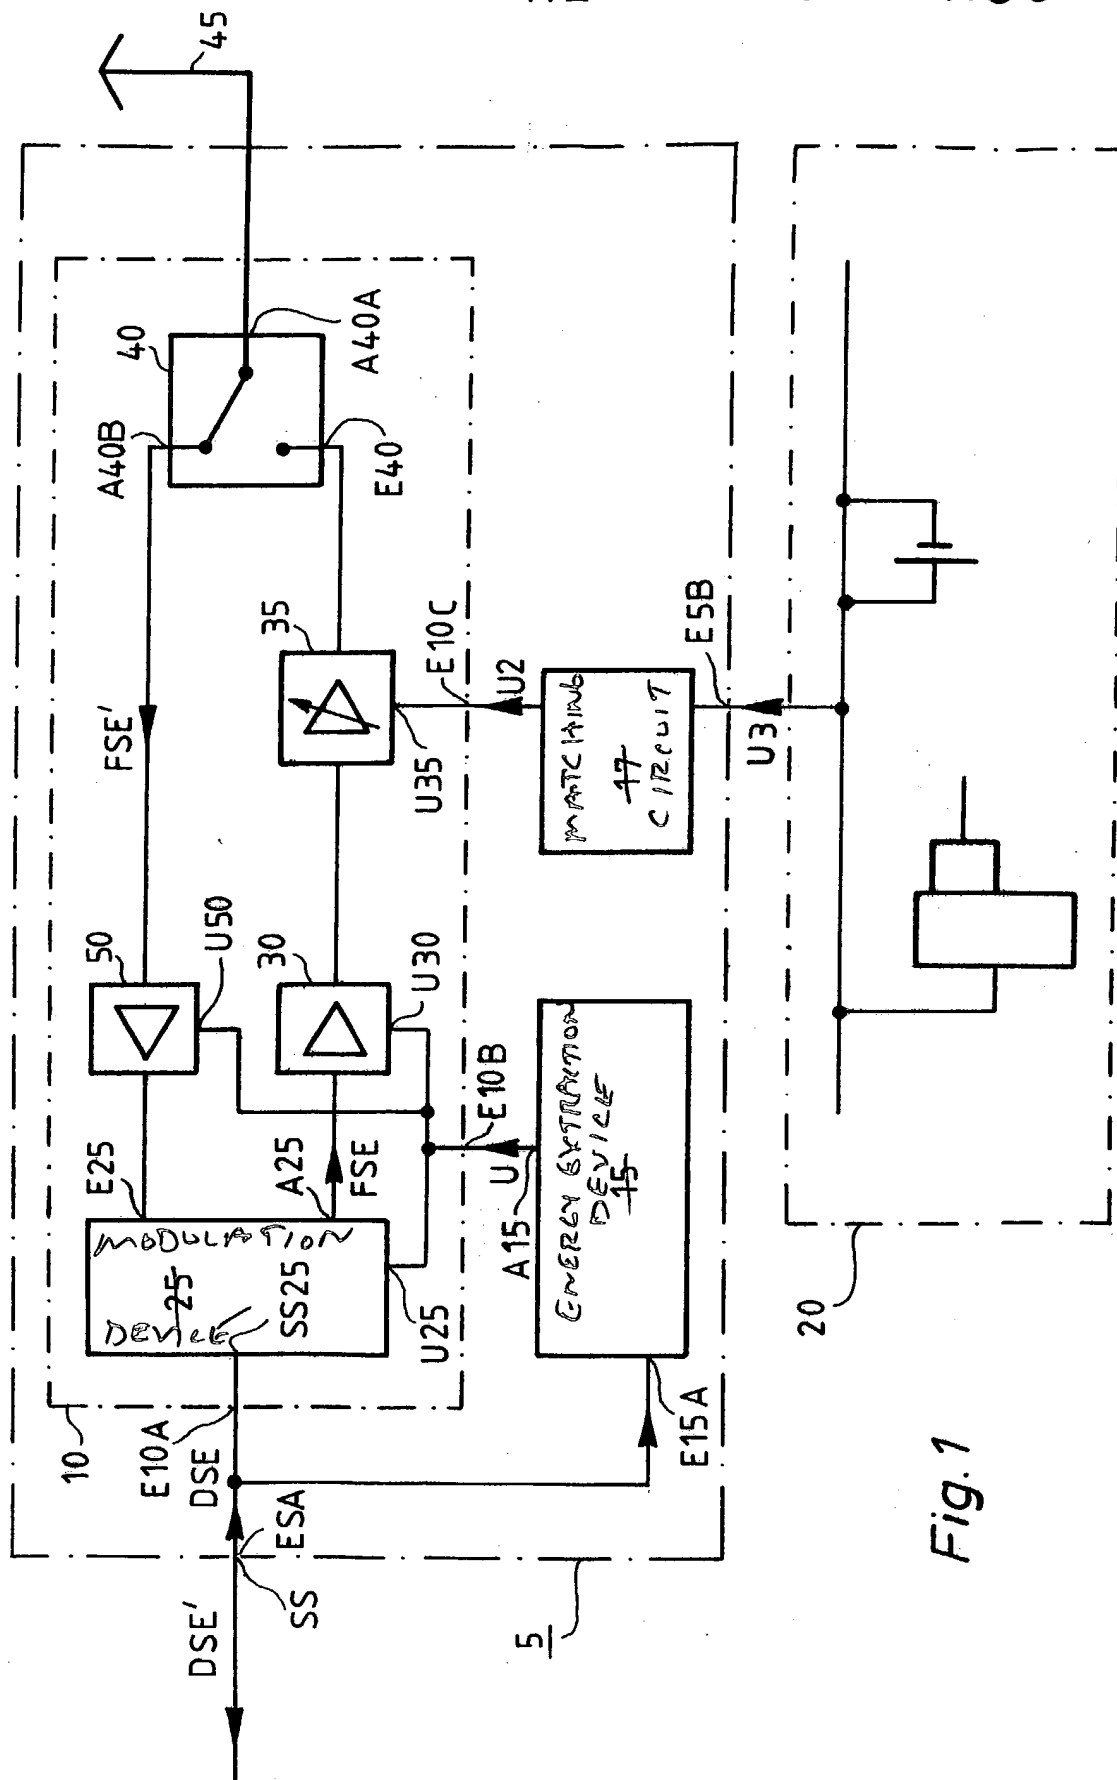 45
40
A40B
A40A
E40
FSE'
35
U35
E10C
U2
MATCHING
17
CIRCUIT
E5B
U3
50
U50
30
U30
E25
A25
FSE
MODULATION
25
DEVICE
SS25
U25
E10B
U
A15
ENERGY EXTRACTION
DEVICE
15
E15A
10
E10A
DSE
ESA
SS
DSE'
5
20
Fig.1